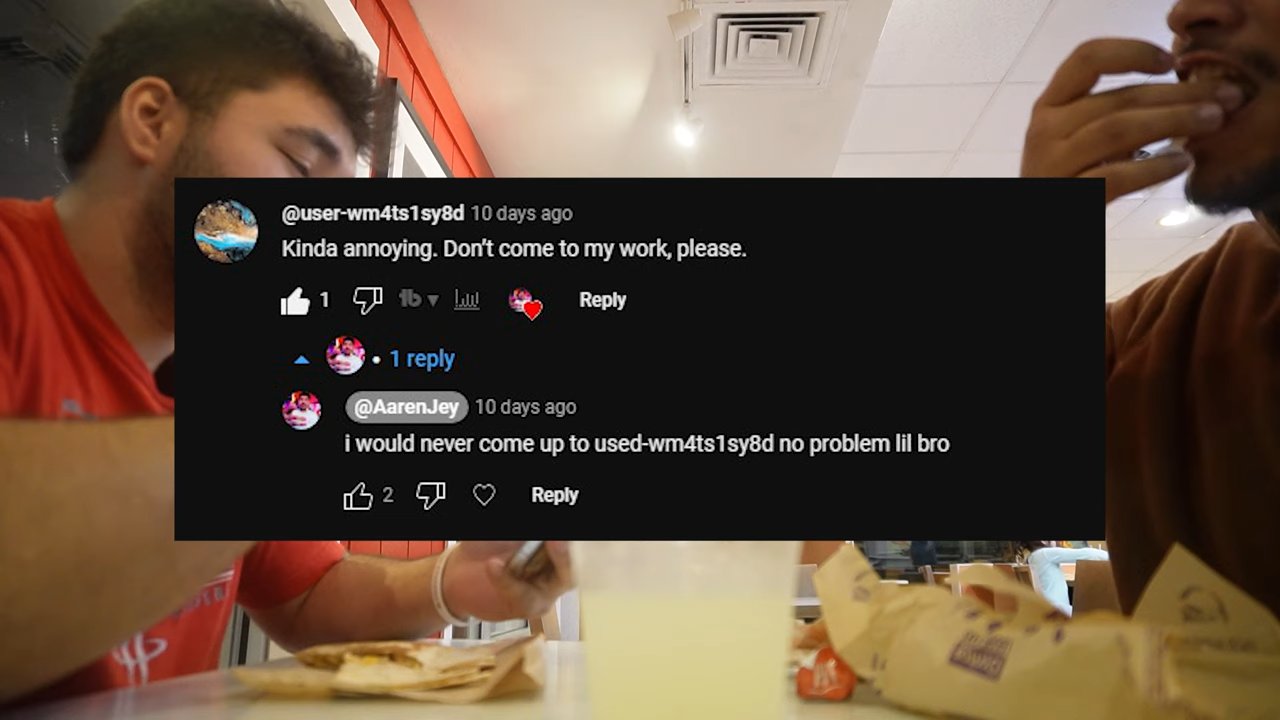 @user-wm4ts1sy8d 10 days ago
Kinda annoying. Don't come to my work, please.
1 Reply
1 reply
@AarenJey 10 days ago
i would never come up to used-wm4ts1sy8d no problem lil bro
2 Reply